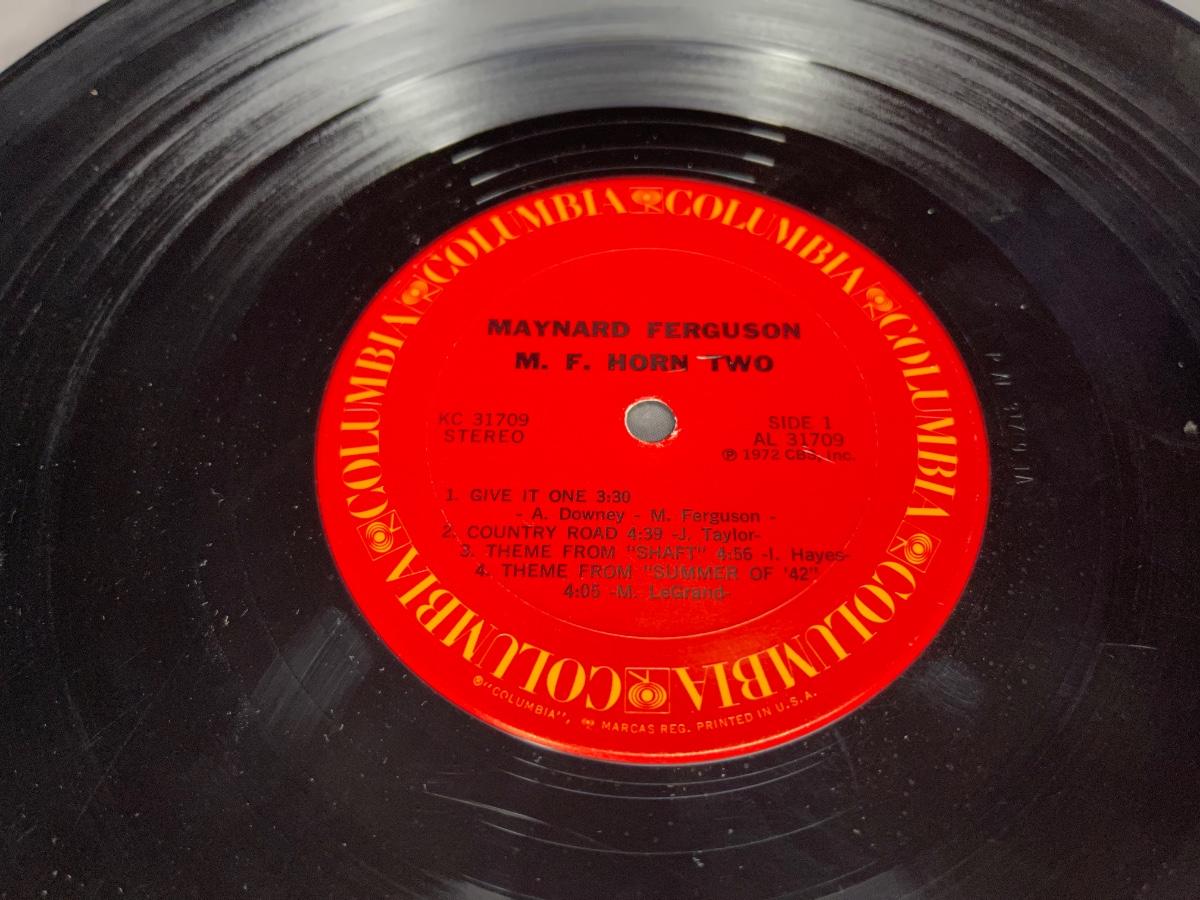 COLUMBIA COLUMBIA COLUMBIA COLUMBIA COLUMBIA COLUMBIA COLUMBIA COLUMBIA
MAYNARD FERGUSON
M. F. HORN TWO
KC 31709
STEREO
SIDE 1
AL 31709
℗ 1972 CBS, Inc.
1. GIVE IT ONE 3:30
- A. Downey - M. Ferguson -
2. COUNTRY ROAD 4:39 -J. Taylor-
3. THEME FROM "SHAFT" 4:56 -I. Hayes-
4. THEME FROM "SUMMER OF '42"
4:05 -M. LeGrand-
®"COLUMBIA", MARCAS REG. PRINTED IN U.S.A.